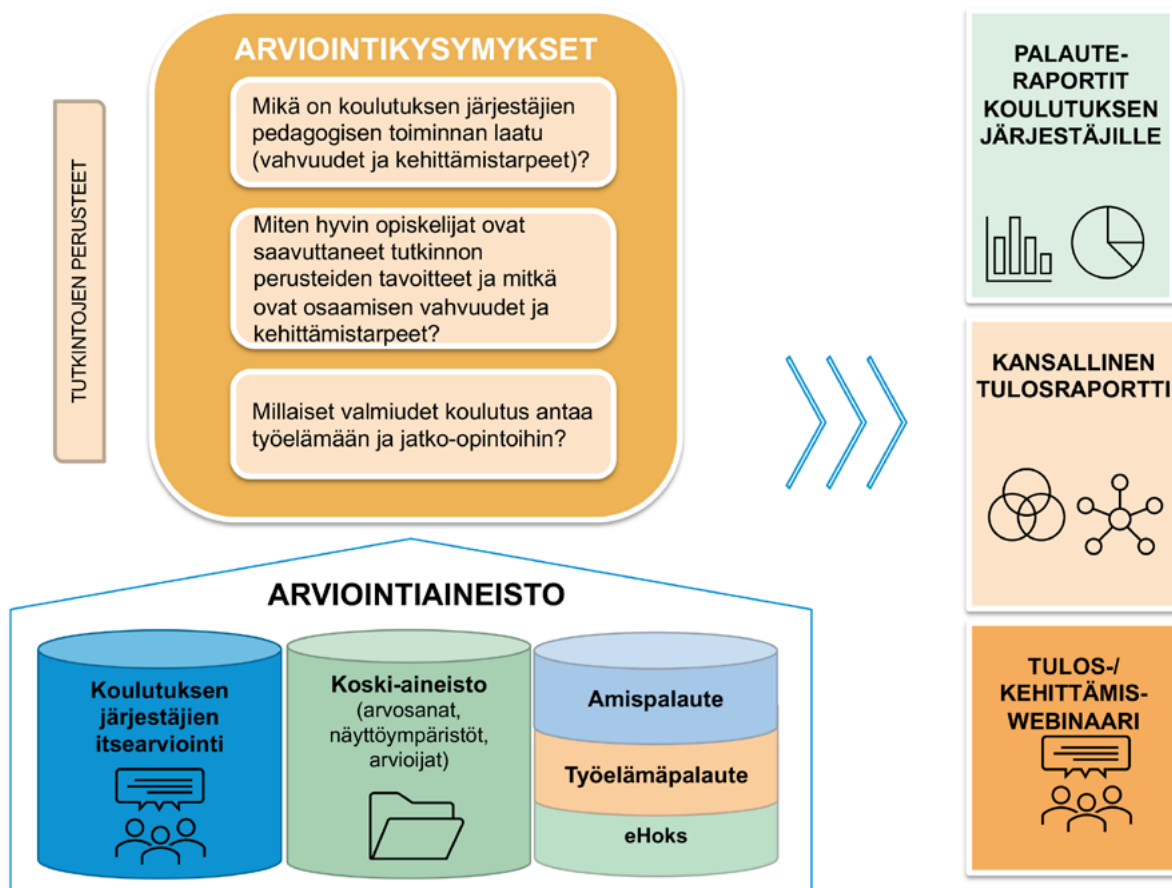 TUTKINTOJEN PERUSTEET
ARVIOINTIKYSYMYKSET
Mikä on koulutuksen järjestäjien
pedagogisen toiminnan laatu
(vahvuudet ja kehittämistarpeet)?
Miten hyvin opiskelijat ovat
saavuttaneet tutkinnon
perusteiden tavoitteet ja mitkä
ovat osaamisen vahvuudet ja
kehittämistarpeet?
Millaiset valmiudet koulutus antaa
työelämään ja jatko-opintoihin?
ARVIOINTIAINEISTO
Koulutuksen
järjestäjien
itsearviointi
Koski-aineisto
(arvosanat,
näyttöympäristöt,
arvioijat)
Amispalaute
Työelämäpalaute
eHoks
PALAUTE-
RAPORTIT
KOULUTUKSEN
JÄRJESTÄJILLE
KANSALLINEN
TULOSRAPORTTI
TULOS-/
KEHITTÄMIS-
WEBINAARI